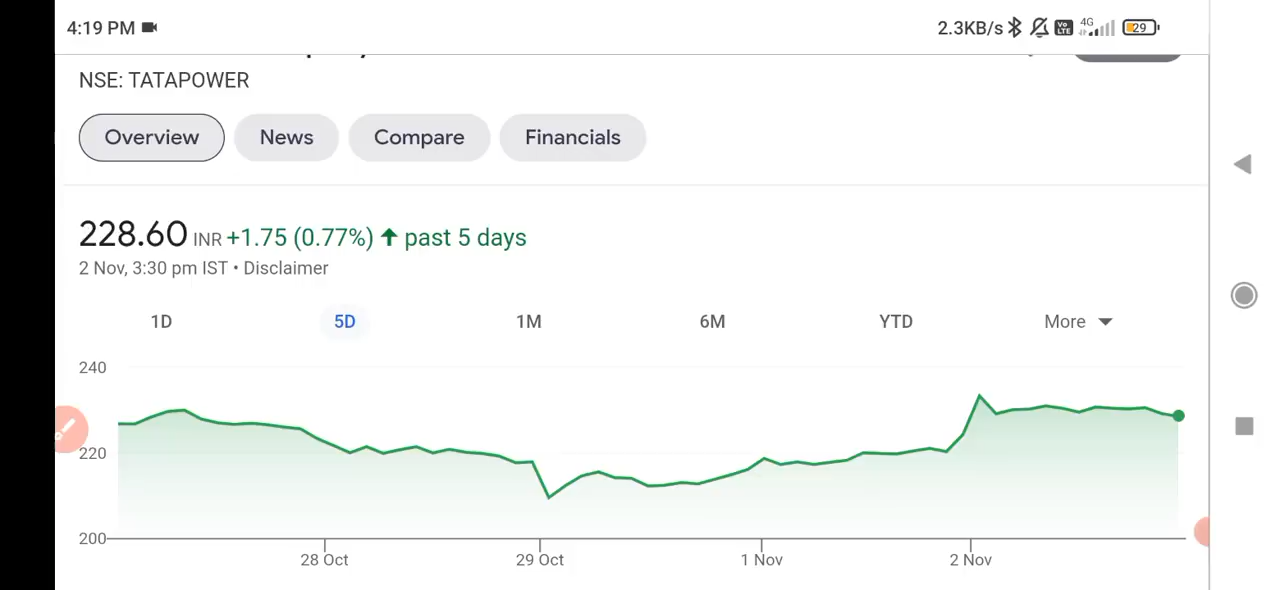 4:19 PM 2.3KB/s Vo LTE 4G 29
NSE: TATAPOWER
Overview News Compare Financials
228.60 INR +1.75 (0.77%) ↑ past 5 days
2 Nov, 3:30 pm IST • Disclaimer
1D 5D 1M 6M YTD More
240
220
200
28 Oct 29 Oct 1 Nov 2 Nov